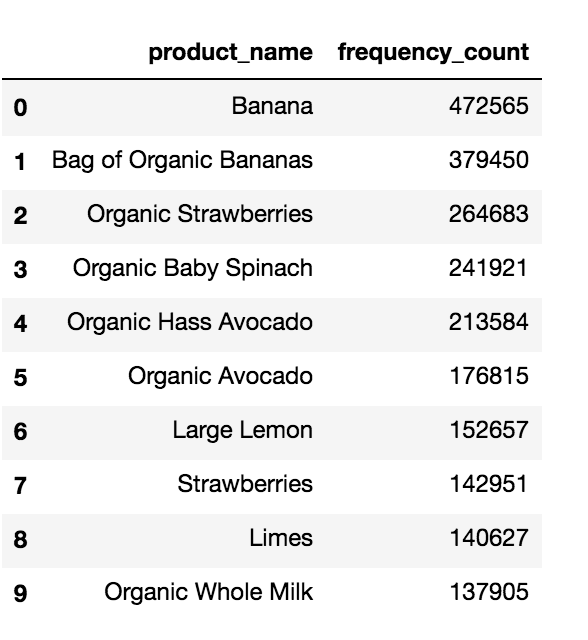 product_name frequency_count
0 Banana 472565
1 Bag of Organic Bananas 379450
2 Organic Strawberries 264683
3 Organic Baby Spinach 241921
4 Organic Hass Avocado 213584
5 Organic Avocado 176815
6 Large Lemon 152657
7 Strawberries 142951
8 Limes 140627
9 Organic Whole Milk 137905